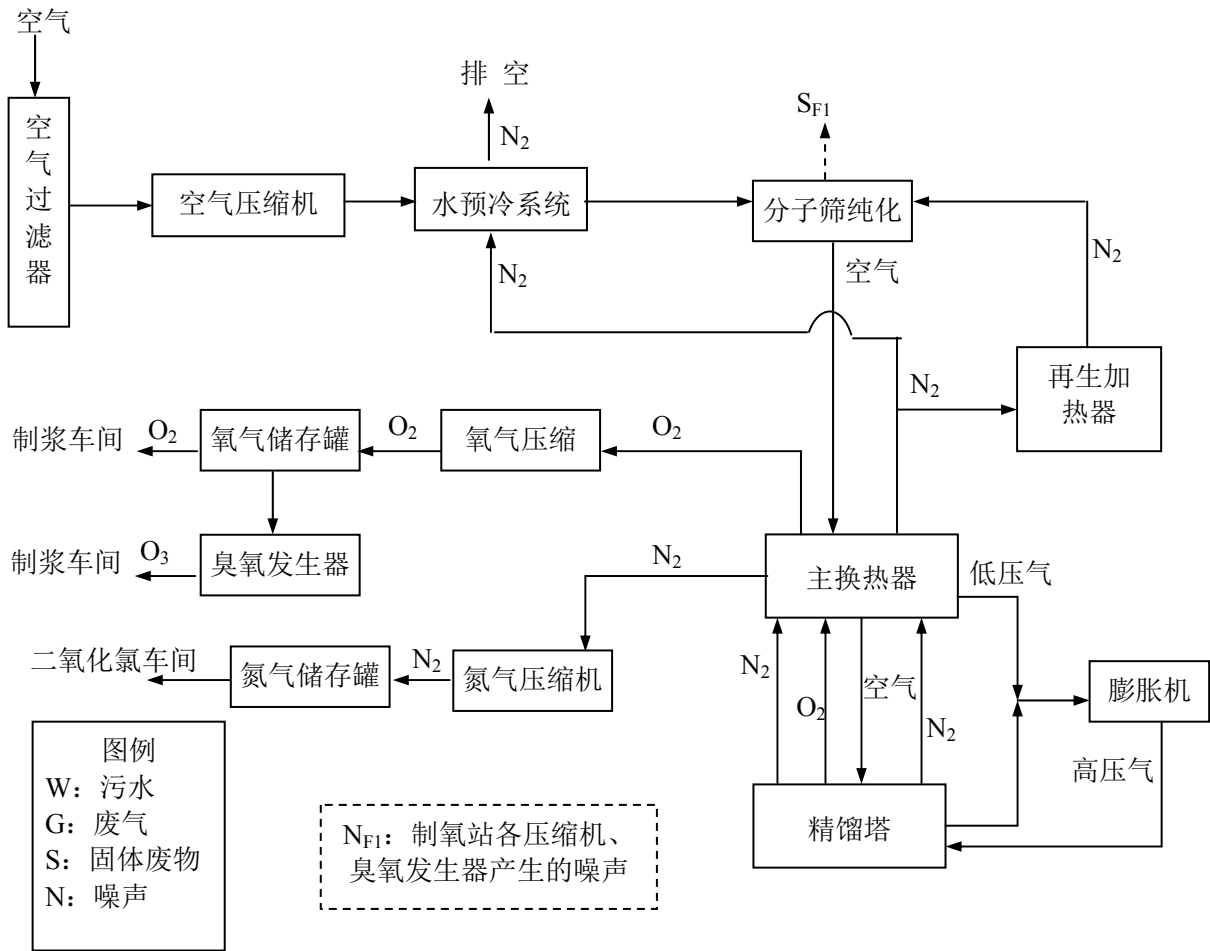 空气
排 空
S_F1
N₂
空气过滤器
空气压缩机
水预冷系统
分子筛纯化
N₂
空气
N₂
再生加
热器
N₂
制浆车间
O₂
氧气储存罐
O₂
氧气压缩
O₂
制浆车间
O₃
臭氧发生器
N₂
主换热器
低压气
二氧化氯车间
氮气储存罐
N₂
氮气压缩机
N₂
O₂
空气
N₂
膨胀机
高压气
精馏塔
图例
W：污水
G：废气
S：固体废物
N：噪声
N_F1：制氧站各压缩机、
臭氧发生器产生的噪声